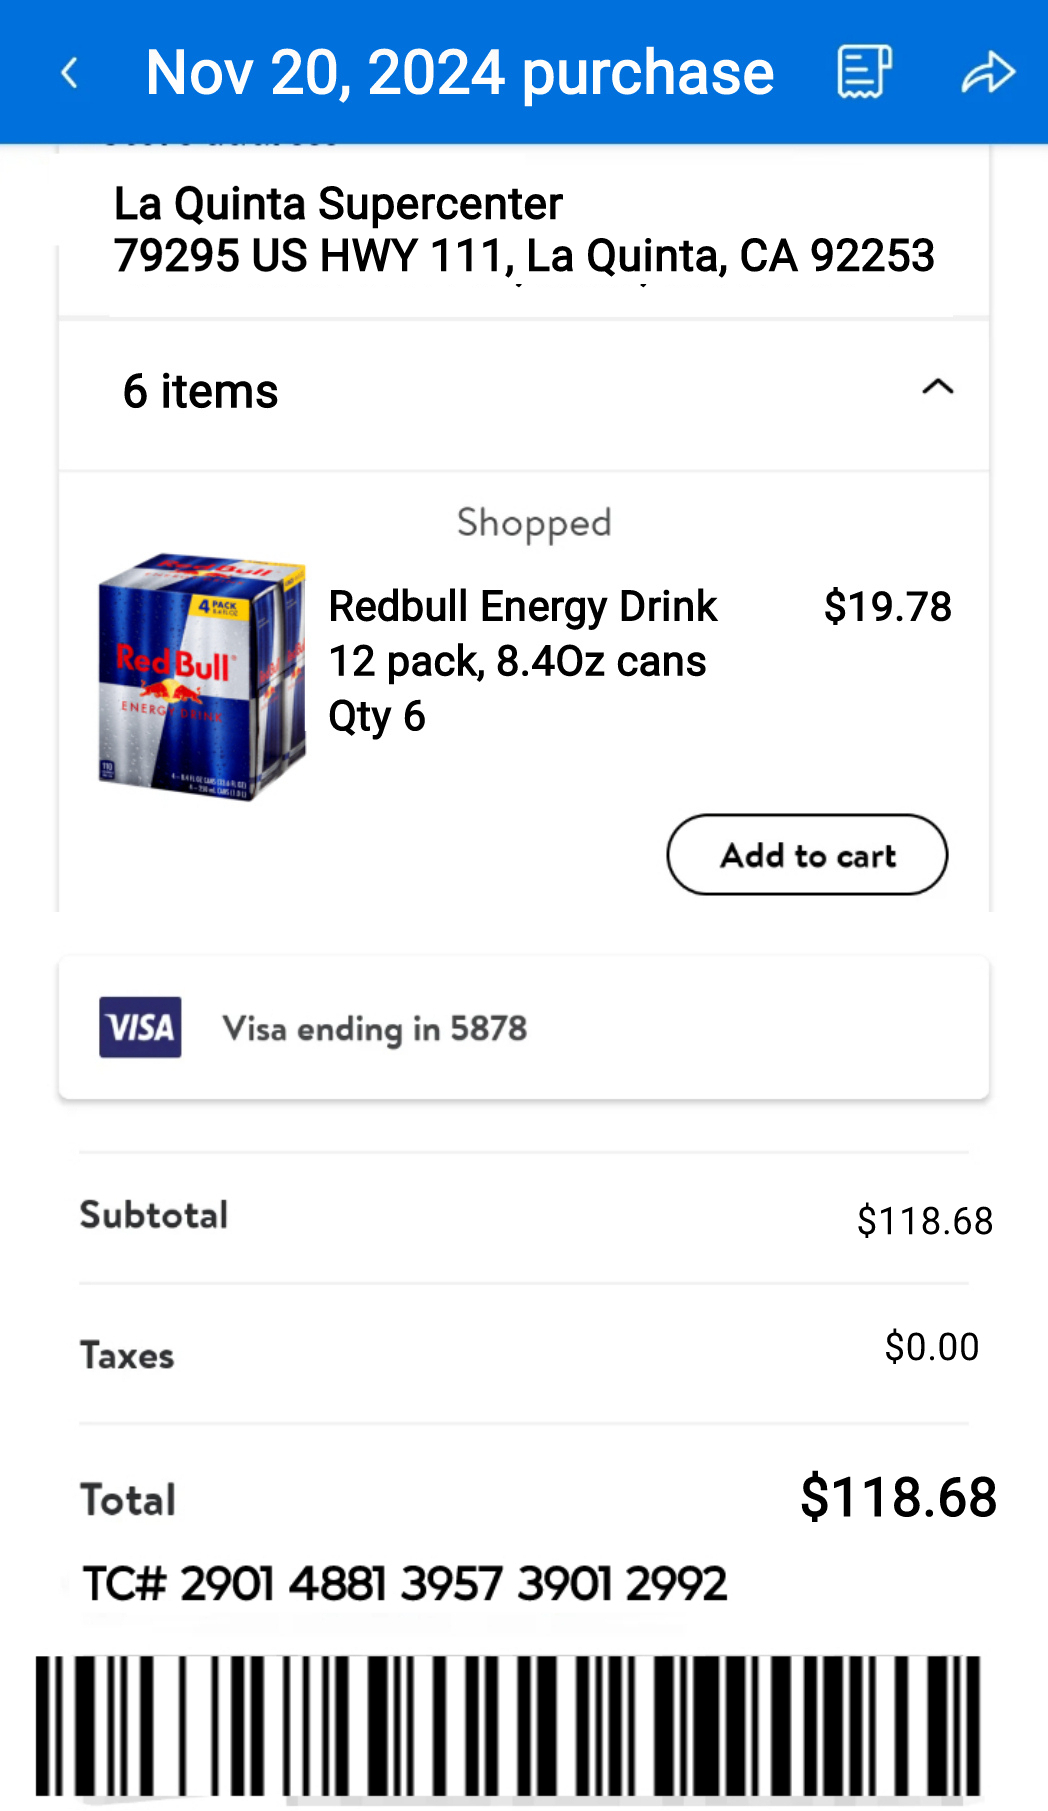 Nov 20, 2024 purchase
La Quinta Supercenter
79295 US HWY 111, La Quinta, CA 92253
6 items
Shopped
Red Bull
4 PACK
Red Bull
ENERGY DRINK
110
Redbull Energy Drink
$19.78
12 pack, 8.4Oz cans
Qty 6
Add to cart
VISA
Visa ending in 5878
Subtotal
$118.68
Taxes
$0.00
Total
$118.68
TC# 2901 4881 3957 3901 2992